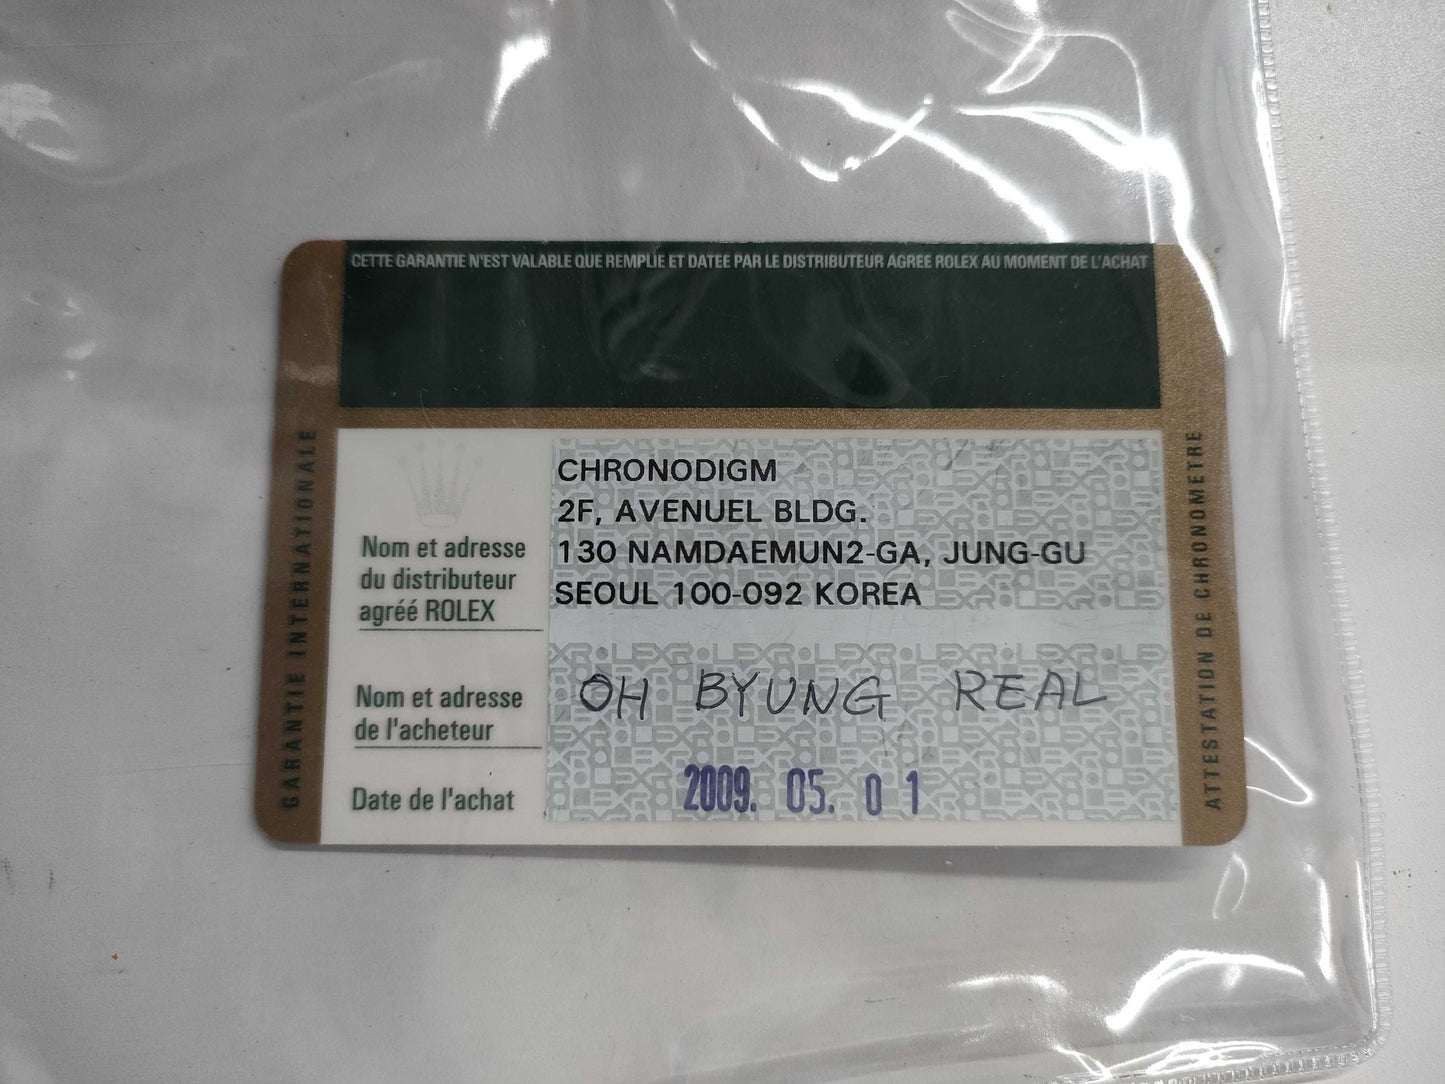 CETTE GARANTIE N'EST VALABLE QUE REMPLIE ET DATEE PAR LE DISTRIBUTEUR AGREE ROLEX AU MOMENT DE L'ACHAT
GARANTIE INTERNATIONALE
Nom et adresse
du distributeur
agréé ROLEX
CHRONODIGM
2F, AVENUEL BLDG.
130 NAMDAEMUN2-GA, JUNG-GU
SEOUL 100-092 KOREA
Nom et adresse
de l'acheteur
OH BYUNG REAL
Date de l'achat
2009. 05. 01
ATTESTATION DE CHRONOMETRE